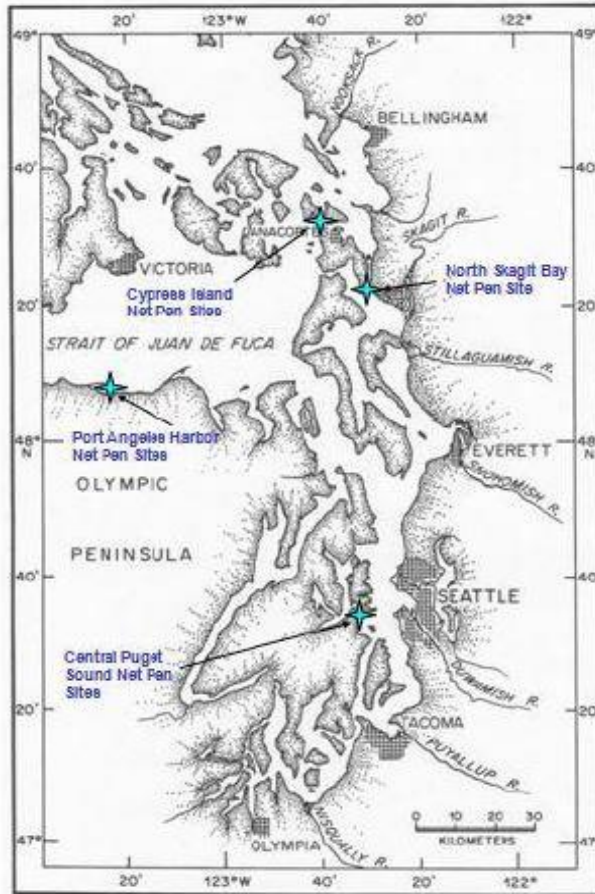 20'
123°W
40'
20'
122°
49°
49°
NOOKSACK R.
BELLINGHAM
40'
40'
SKAGIT R.
ANACORTES
VICTORIA
Cypress Island
Net Pen Sites
North Skagit Bay
Net Pen Site
20'
20'
STRAIT OF JUAN DE FUCA
STILLAGUAMISH R.
Port Angeles Harbor
Net Pen Sites
48°
N
48°
N
EVERETT
SNOHOMISH R.
OLYMPIC
PENINSULA
40'
40'
SEATTLE
Central Puget
Sound Net Pen
Sites
DUWAMISH R.
20'
20'
TACOMA
PUYALLUP R.
0
10
20
30
KILOMETERS
47°
47°
OLYMPIA
NISQUALLY R.
20'
123°W
40'
20'
122°